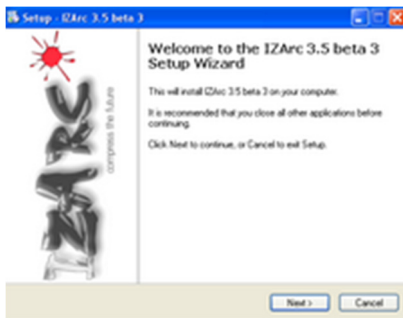 Setup - IZArc 3.5 beta 3
Welcome to the IZArc 3.5 beta 3
Setup Wizard
This will install IZArc 3.5 beta 3 on your computer.
It is recommended that you close all other applications before
continuing.
Click Next to continue, or Cancel to exit Setup.
IZARC
compress the future
Next >
Cancel